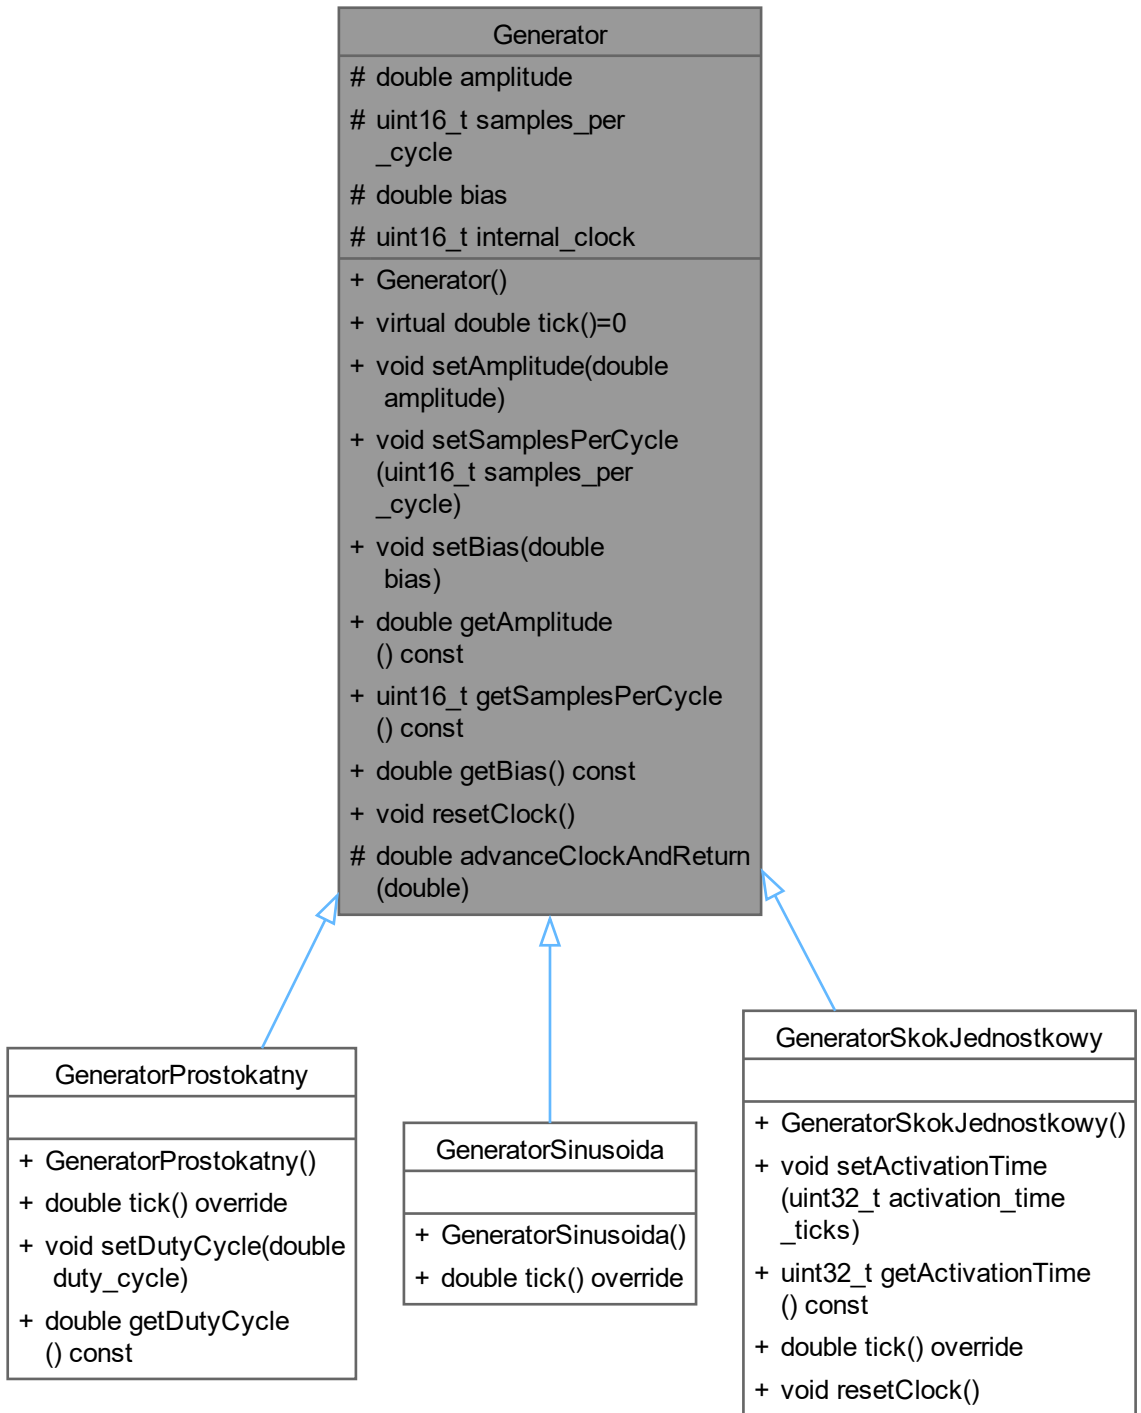 Generator
# double amplitude
# uint16_t samples_per
_cycle
# double bias
# uint16_t internal_clock
+ Generator()
+ virtual double tick()=0
+ void setAmplitude(double
amplitude)
+ void setSamplesPerCycle
(uint16_t samples_per
_cycle)
+ void setBias(double
bias)
+ double getAmplitude
() const
+ uint16_t getSamplesPerCycle
() const
+ double getBias() const
+ void resetClock()
# double advanceClockAndReturn
(double)
GeneratorProstokatny
+ GeneratorProstokatny()
+ double tick() override
+ void setDutyCycle(double
duty_cycle)
+ double getDutyCycle
() const
GeneratorSinusoida
+ GeneratorSinusoida()
+ double tick() override
GeneratorSkokJednostkowy
+ GeneratorSkokJednostkowy()
+ void setActivationTime
(uint32_t activation_time
_ticks)
+ uint32_t getActivationTime
() const
+ double tick() override
+ void resetClock()